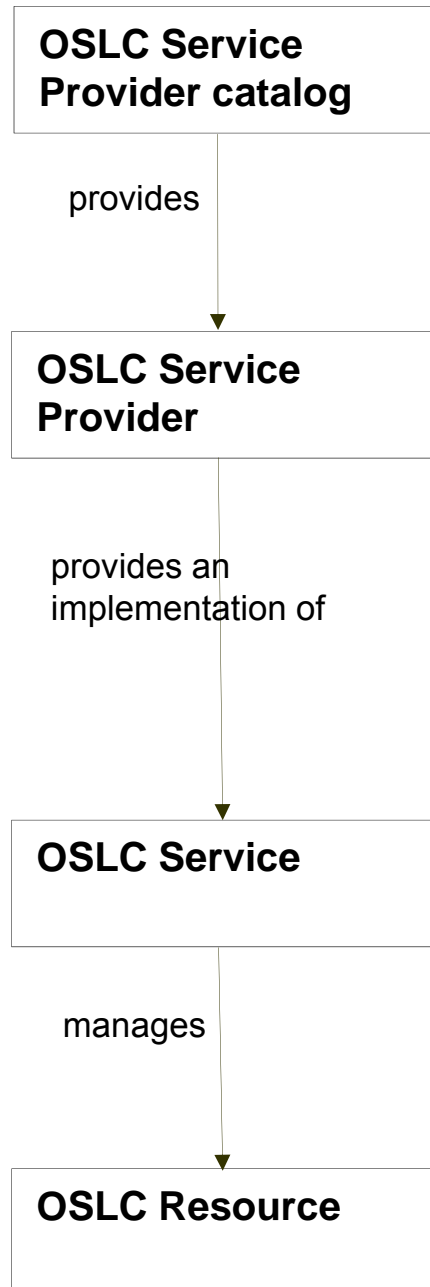 OSLC Service
Provider catalog
provides
OSLC Service
Provider
provides an
implementation of
OSLC Service
manages
OSLC Resource